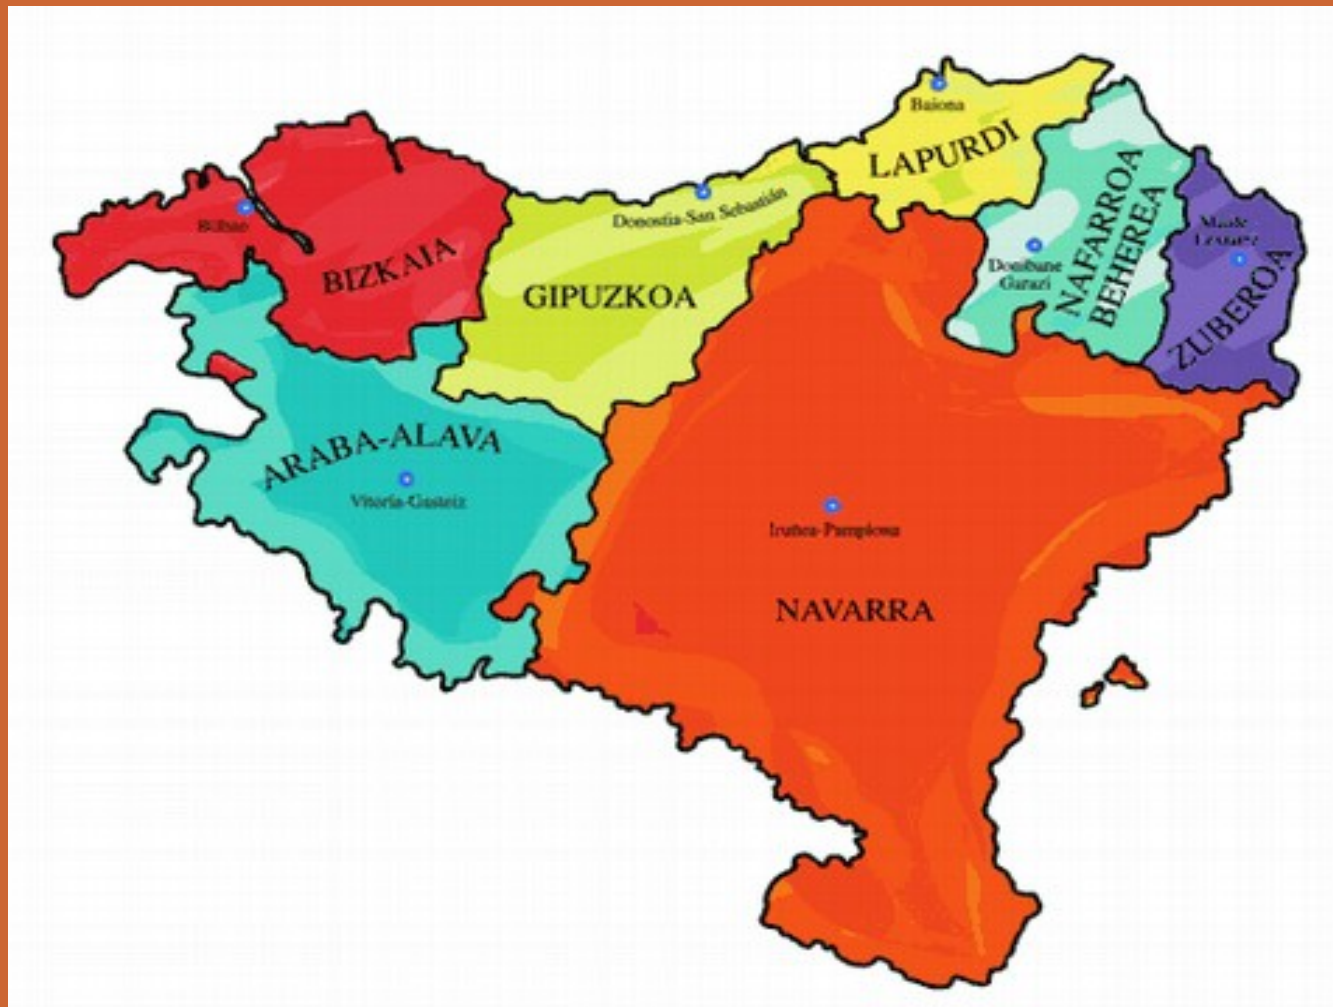 Baiona
LAPURDI
Bilbao
BIZKAIA
Donostia-San Sebastián
GIPUZKOA
NAFARROA
BEHEREA
Donibane
Garazi
ZUBEROA
ARABA-ALAVA
Vitoria-Gasteiz
Iruñea-Pamplona
NAVARRA